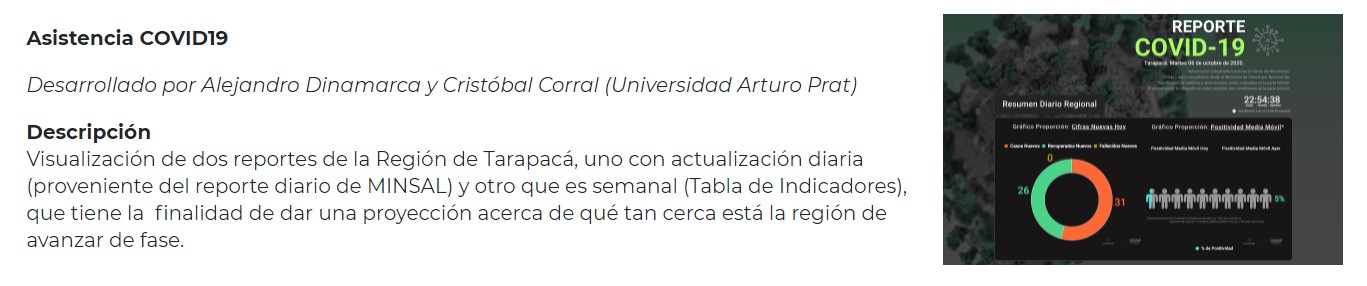 Asistencia COVID19
Desarrollado por Alejandro Dinamarca y Cristóbal Corral (Universidad Arturo Prat)
Descripción
Visualización de dos reportes de la Región de Tarapacá, uno con actualización diaria
(proveniente del reporte diario de MINSAL) y otro que es semanal (Tabla de Indicadores),
que tiene la finalidad de dar una proyección acerca de qué tan cerca está la región de
avanzar de fase.
REPORTE
COVID-19
Tarapacá, Martes 06 de octubre de 2020.
22:54:38
Resumen Diario Regional
Gráfico Proporción: Cifras Nuevas Hoy
Gráfico Proporción: Positividad Media Móvil*
Casos Nuevos Recuperados Nuevos Fallecidos Nuevos
Positividad Media Móvil Hoy Positividad Media Móvil Ayer
0
26
31
5%
% de Positividad